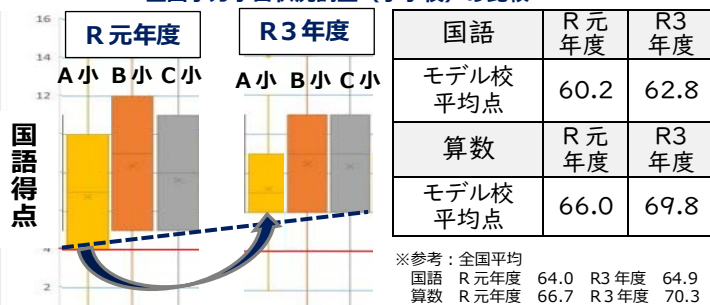 R元年度
R3年度
A小 B小 C小
A小 B小 C小
国語得点
16
14
12
4
2
国語 R元年度 R3年度
モデル校平均点 60.2 62.8
算数 R元年度 R3年度
モデル校平均点 66.0 69.8
※参考：全国平均
国語 R元年度 64.0 R3年度 64.9
算数 R元年度 66.7 R3年度 70.3